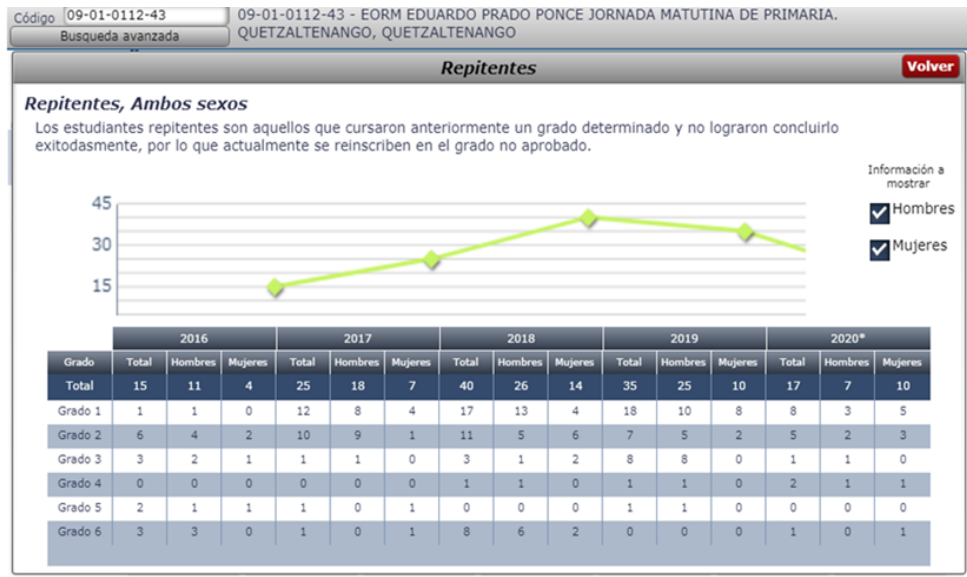 Código 09-01-0112-43 09-01-0112-43 - EORM EDUARDO PRADO PONCE JORNADA MATUTINA DE PRIMARIA.
Busqueda avanzada QUETZALTENANGO, QUETZALTENANGO
Repitentes Volver
Repitentes, Ambos sexos
Los estudiantes repitentes son aquellos que cursaron anteriormente un grado determinado y no lograron concluirlo
exitodasmente, por lo que actualmente se reinscriben en el grado no aprobado.
Información a
mostrar
Hombres
Mujeres
45
30
15
2016 2017 2018 2019 2020*
Grado Total Hombres Mujeres Total Hombres Mujeres Total Hombres Mujeres Total Hombres Mujeres Total Hombres Mujeres
Total 15 11 4 25 18 7 40 26 14 35 25 10 17 7 10
Grado 1 1 1 0 12 8 4 17 13 4 18 10 8 8 3 5
Grado 2 6 4 2 10 9 1 11 5 6 7 5 2 5 2 3
Grado 3 3 2 1 1 1 0 3 1 2 8 8 0 1 1 0
Grado 4 0 0 0 0 0 0 1 1 0 1 1 0 2 1 1
Grado 5 2 1 1 1 0 1 0 0 0 1 1 0 0 0 0
Grado 6 3 3 0 1 0 1 8 6 2 0 0 0 1 0 1